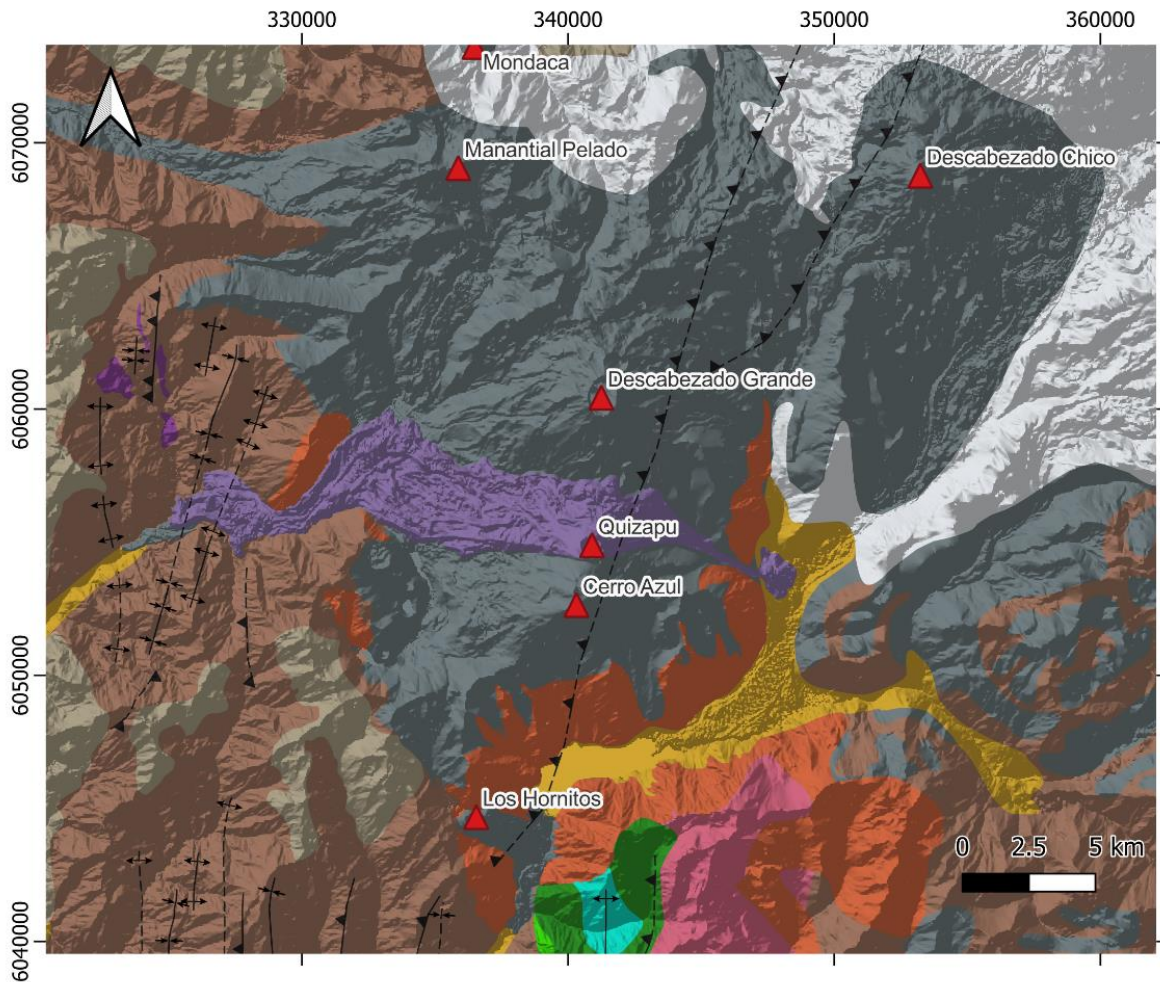 330000 340000 350000 360000
Mondaca
6070000
Manantial Pelado
Descabezado Chico
6060000
Descabezado Grande
Quizapu
Cerro Azul
6050000
Los Hornitos
0 2.5 5 km
6040000